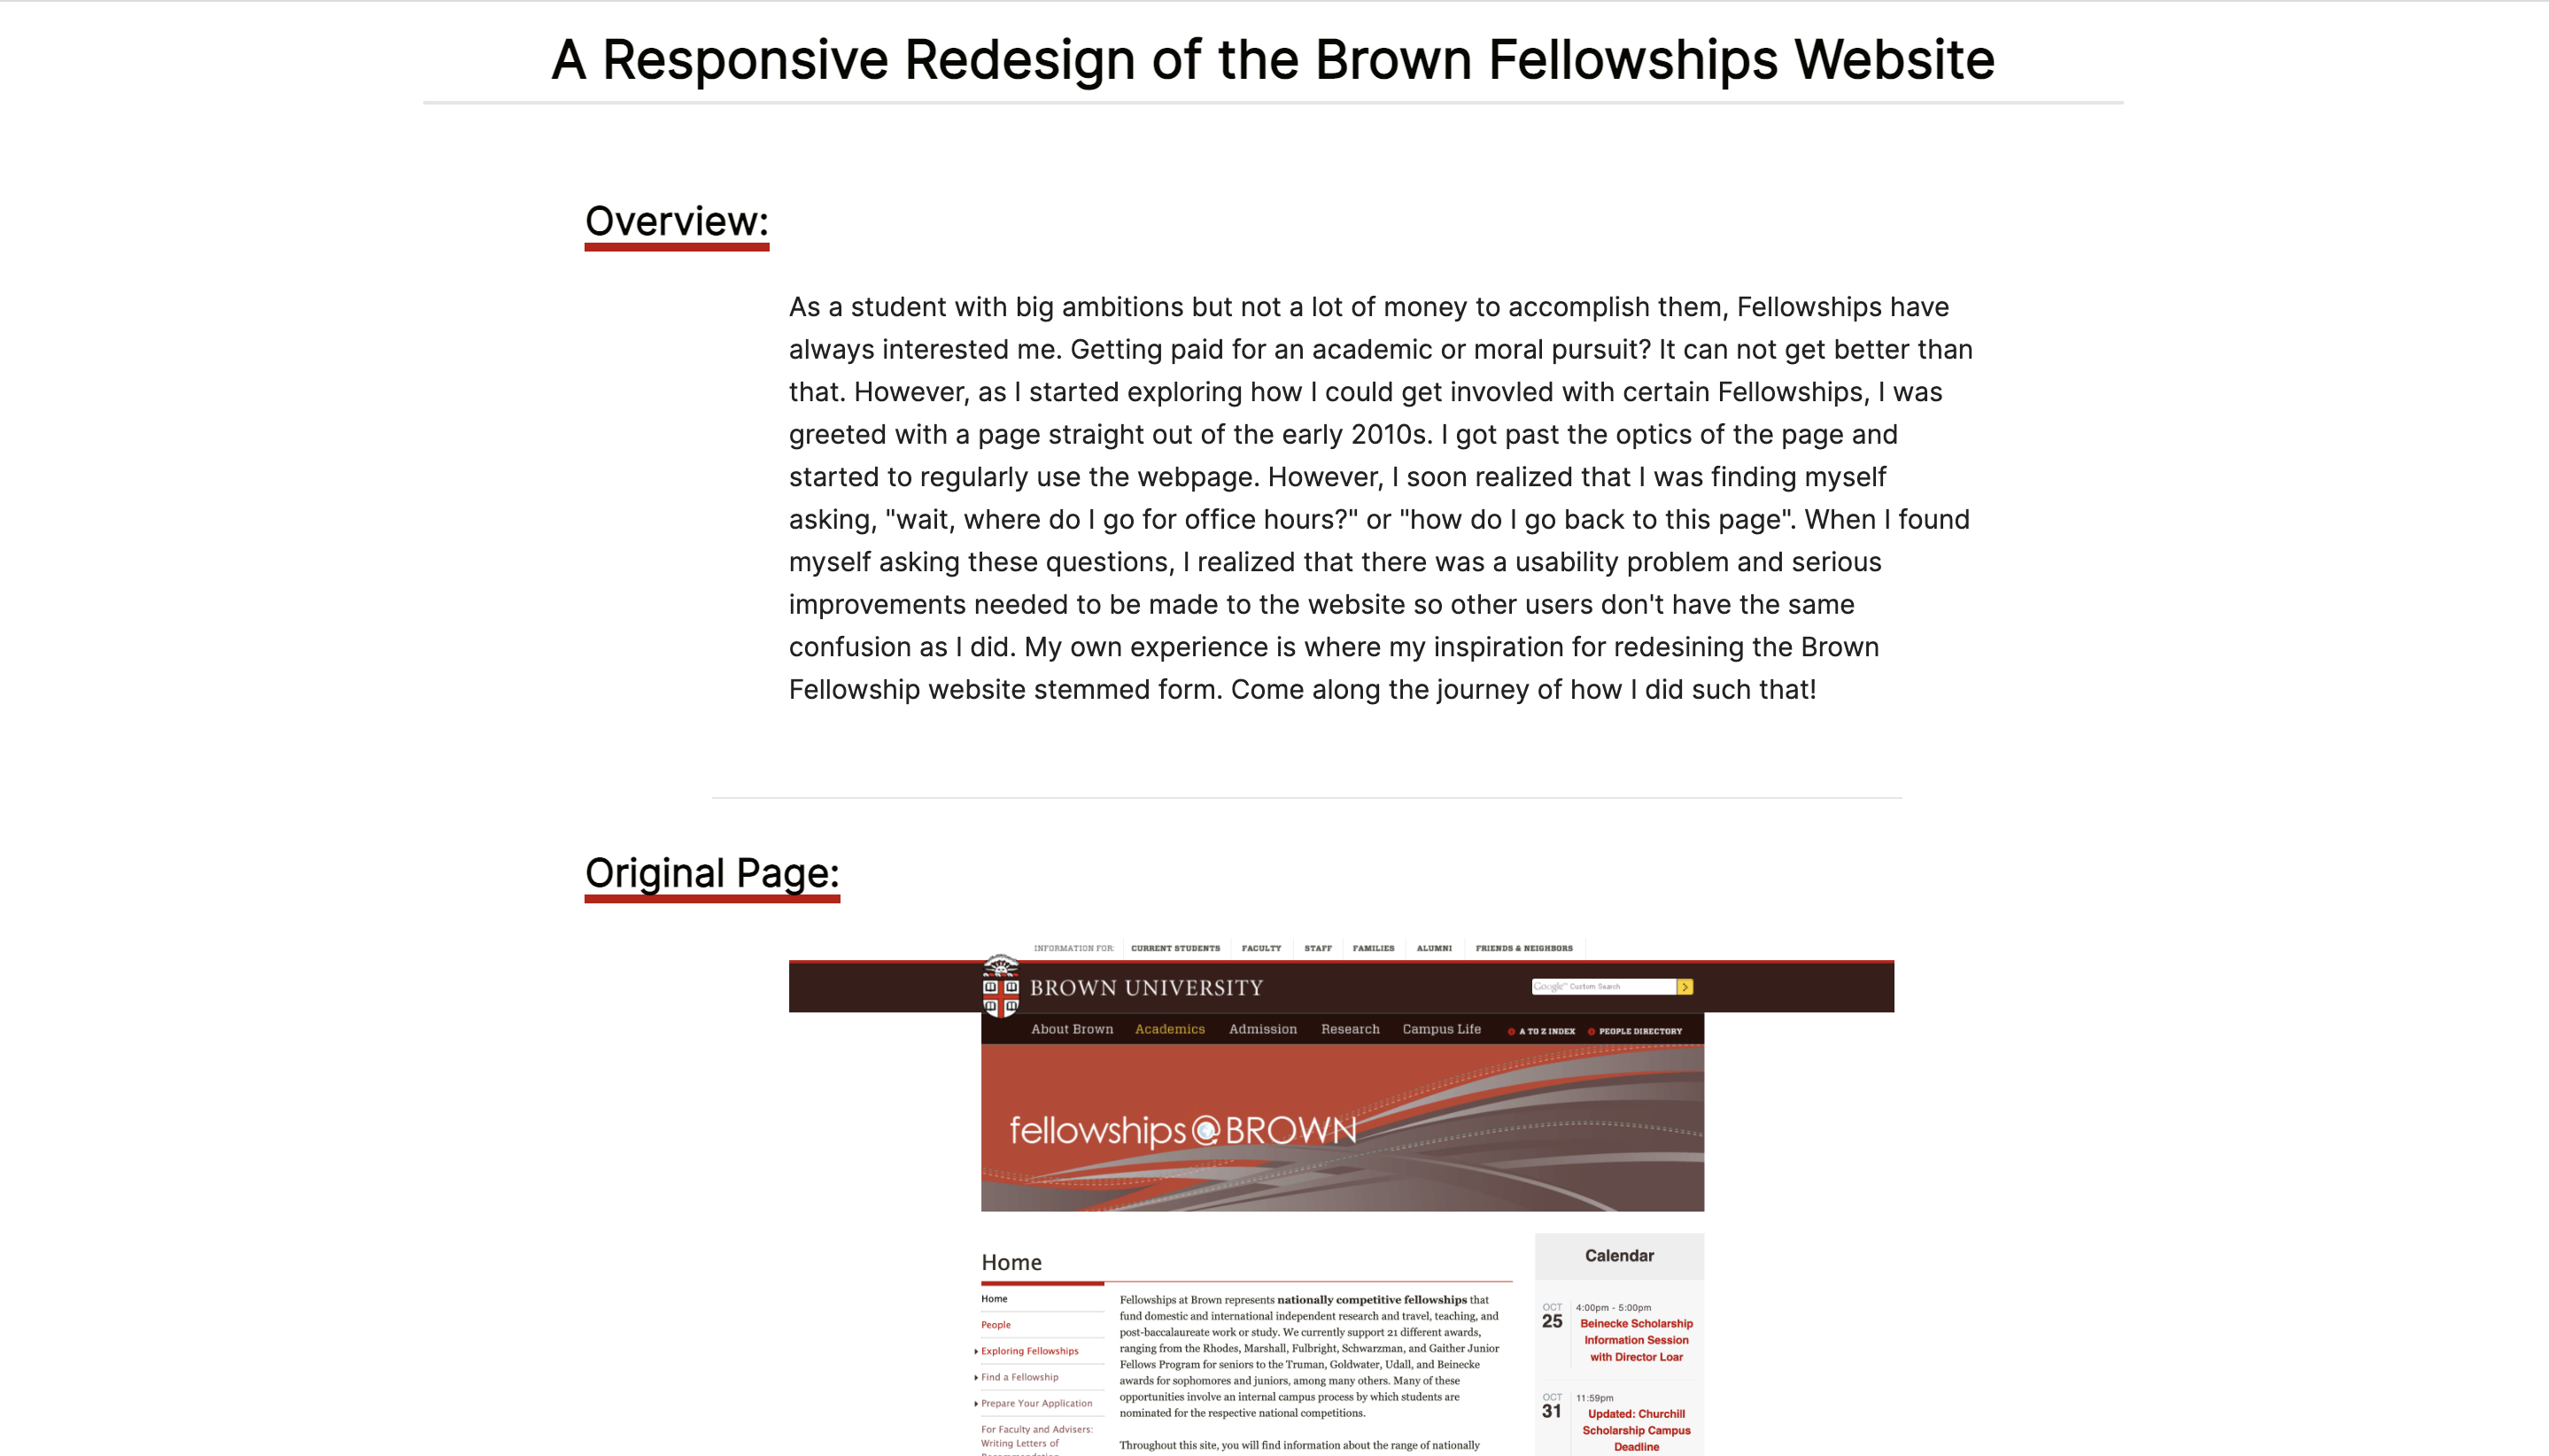 A Responsive Redesign of the Brown Fellowships Website
Overview:
As a student with big ambitions but not a lot of money to accomplish them, Fellowships have
always interested me. Getting paid for an academic or moral pursuit? It can not get better than
that. However, as I started exploring how I could get invovled with certain Fellowships, I was
greeted with a page straight out of the early 2010s. I got past the optics of the page and
started to regularly use the webpage. However, I soon realized that I was finding myself
asking, "wait, where do I go for office hours?" or "how do I go back to this page". When I found
myself asking these questions, I realized that there was a usability problem and serious
improvements needed to be made to the website so other users don't have the same
confusion as I did. My own experience is where my inspiration for redesining the Brown
Fellowship website stemmed form. Come along the journey of how I did such that!
Original Page:
INFORMATION FOR: CURRENT STUDENTS FACULTY STAFF FAMILIES ALUMNI FRIENDS & NEIGHBORS
BROWN UNIVERSITY
Google™ Custom Search
About Brown Academics Admission Research Campus Life A TO Z INDEX PEOPLE DIRECTORY
fellowships@BROWN
Home
Home
People
Exploring Fellowships
Find a Fellowship
Prepare Your Application
For Faculty and Advisers:
Writing Letters of
Fellowships at Brown represents nationally competitive fellowships that
fund domestic and international independent research and travel, teaching, and
post-baccalaureate work or study. We currently support 21 different awards,
ranging from the Rhodes, Marshall, Fulbright, Schwarzman, and Gaither Junior
Fellows Program for seniors to the Truman, Goldwater, Udall, and Beinecke
awards for sophomores and juniors, among many others. Many of these
opportunities involve an internal campus process by which students are
nominated for the respective national competitions.
Throughout this site, you will find information about the range of nationally
Calendar
OCT
25
4:00pm - 5:00pm
Beinecke Scholarship
Information Session
with Director Loar
OCT
31
11:59pm
Updated: Churchill
Scholarship Campus
Deadline